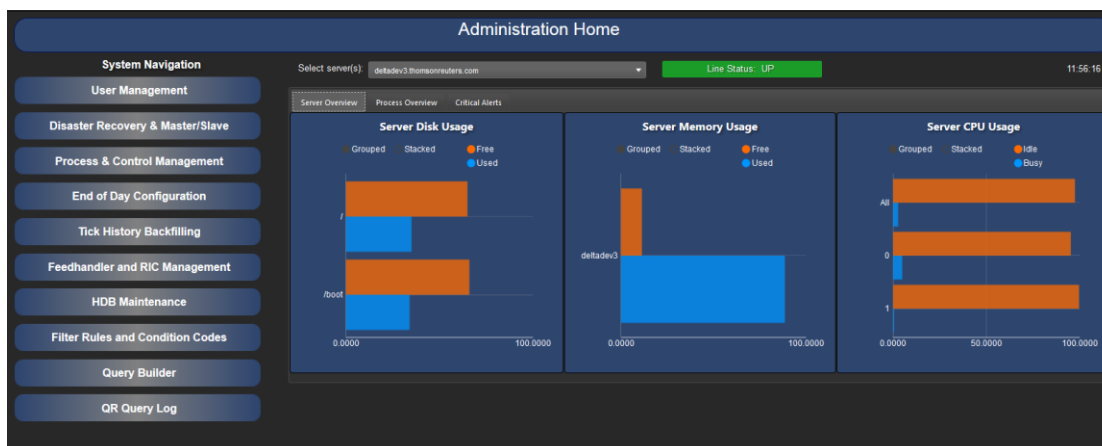 Administration Home
System Navigation
User Management
Disaster Recovery & Master/Slave
Process & Control Management
End of Day Configuration
Tick History Backfilling
Feedhandler and RIC Management
HDB Maintenance
Filter Rules and Condition Codes
Query Builder
QR Query Log
Select server(s): deltadev3.thomsonreuters.com Line Status: UP 11:56:16
Server Overview Process Overview Critical Alerts
Server Disk Usage
Grouped Stacked Free
Used
/
/boot
0.0000 100.0000
Server Memory Usage
Grouped Stacked Free
Used
deltadev3
0.0000 100.0000
Server CPU Usage
Grouped Stacked Idle
Busy
All
0
1
0.0000 50.0000 100.0000